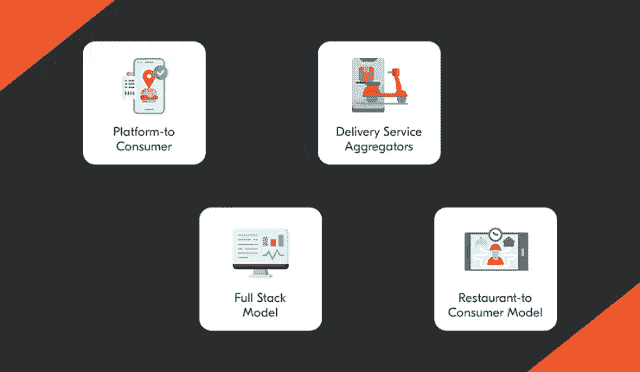 Platform-to
Consumer
Delivery Service
Aggregators
Full Stack
Model
Restaurant-to
Consumer Model